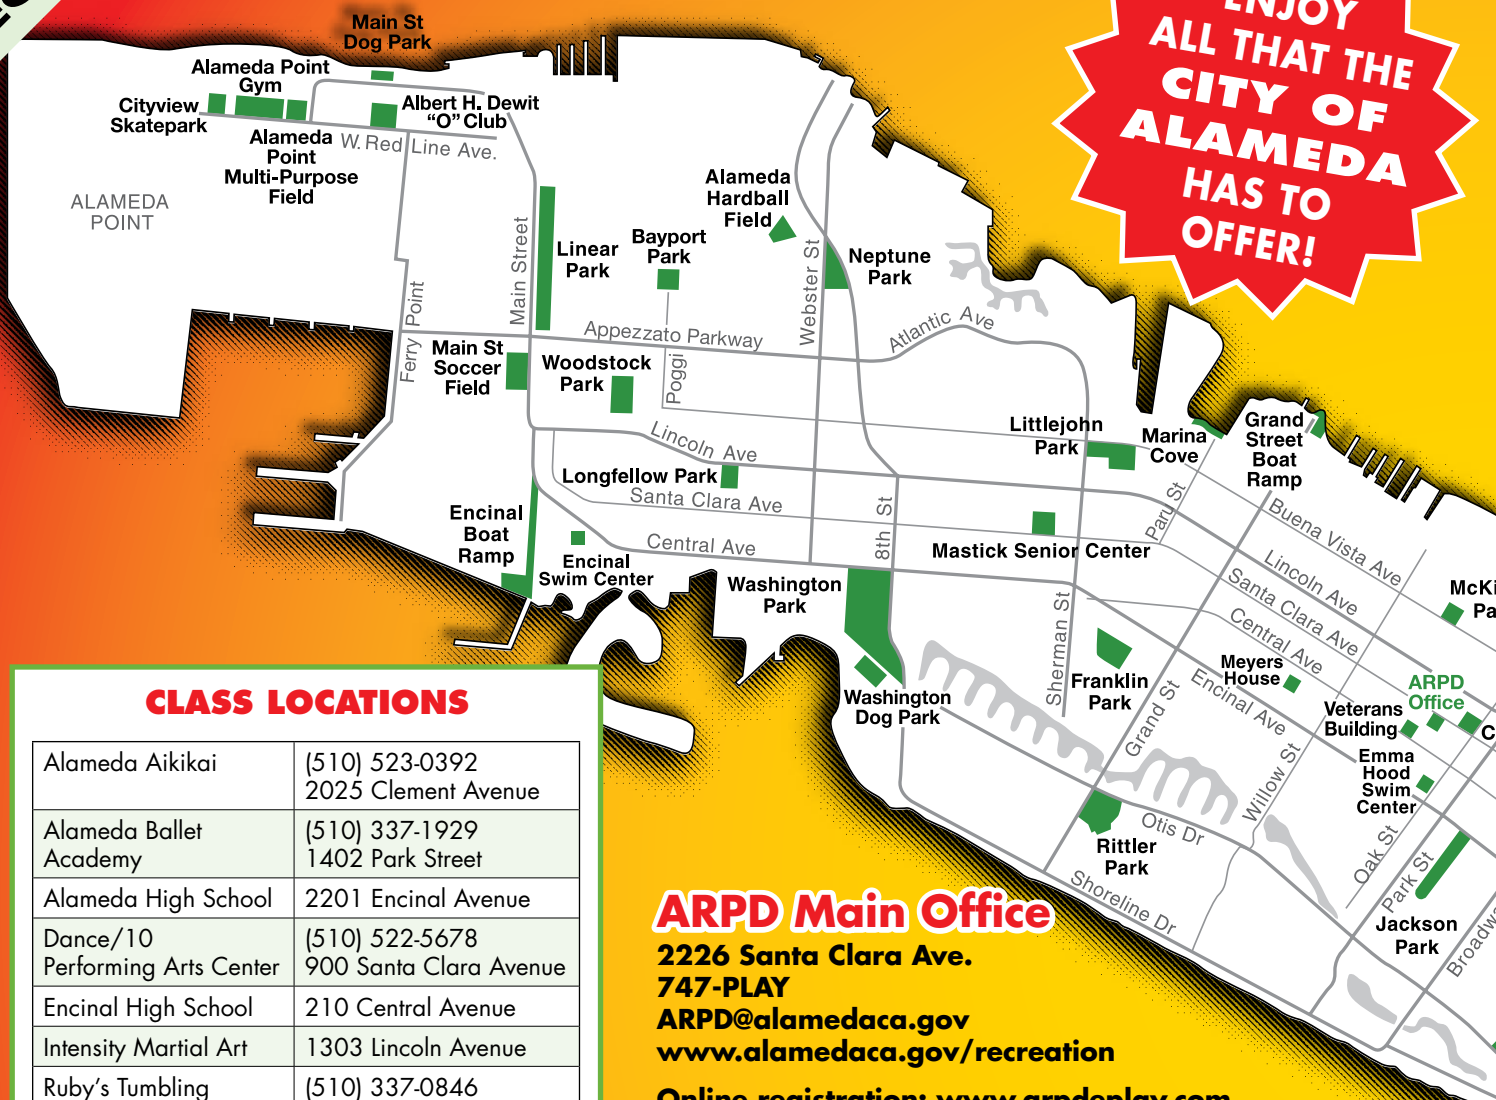 ENJOY
ALL THAT THE
CITY OF
ALAMEDA
HAS TO
OFFER!
Main St
Dog Park
Alameda Point
Gym
Cityview
Skatepark
Albert H. Dewit
“O” Club
Alameda
Point
Multi-Purpose
Field
W. Red Line Ave.
ALAMEDA
POINT
Alameda
Hardball
Field
Main Street
Linear
Park
Bayport
Park
Webster St
Neptune
Park
Ferry Point
Appezzato Parkway
Atlantic Ave
Main St
Soccer
Field
Woodstock
Park
Poggi
Lincoln Ave
Littlejohn
Park
Marina
Cove
Grand
Street
Boat
Ramp
Longfellow Park
Santa Clara Ave
Encinal
Boat
Ramp
8th St
Paru St
Buena Vista Ave
Central Ave
Mastick Senior Center
Encinal
Swim Center
Washington
Park
Lincoln Ave
Santa Clara Ave
Central Ave
Sherman St
Franklin
Park
Meyers
House
Encinal Ave
ARPD
Office
Veterans
Building
Washington
Dog Park
Grand St
Willow St
Emma
Hood
Swim
Center
Otis Dr
Rittler
Park
Oak St
Park St
Shoreline Dr
Jackson
Park
CLASS LOCATIONS
Alameda Aikikai
(510) 523-0392
2025 Clement Avenue
Alameda Ballet
Academy
(510) 337-1929
1402 Park Street
Alameda High School
2201 Encinal Avenue
Dance/10
Performing Arts Center
(510) 522-5678
900 Santa Clara Avenue
Encinal High School
210 Central Avenue
Intensity Martial Art
1303 Lincoln Avenue
Ruby’s Tumbling
(510) 337-0846
ARPD Main Office
2226 Santa Clara Ave.
747-PLAY
ARPD@alamedaca.gov
www.alamedaca.gov/recreation
Online registration: www.arpdeplay.com